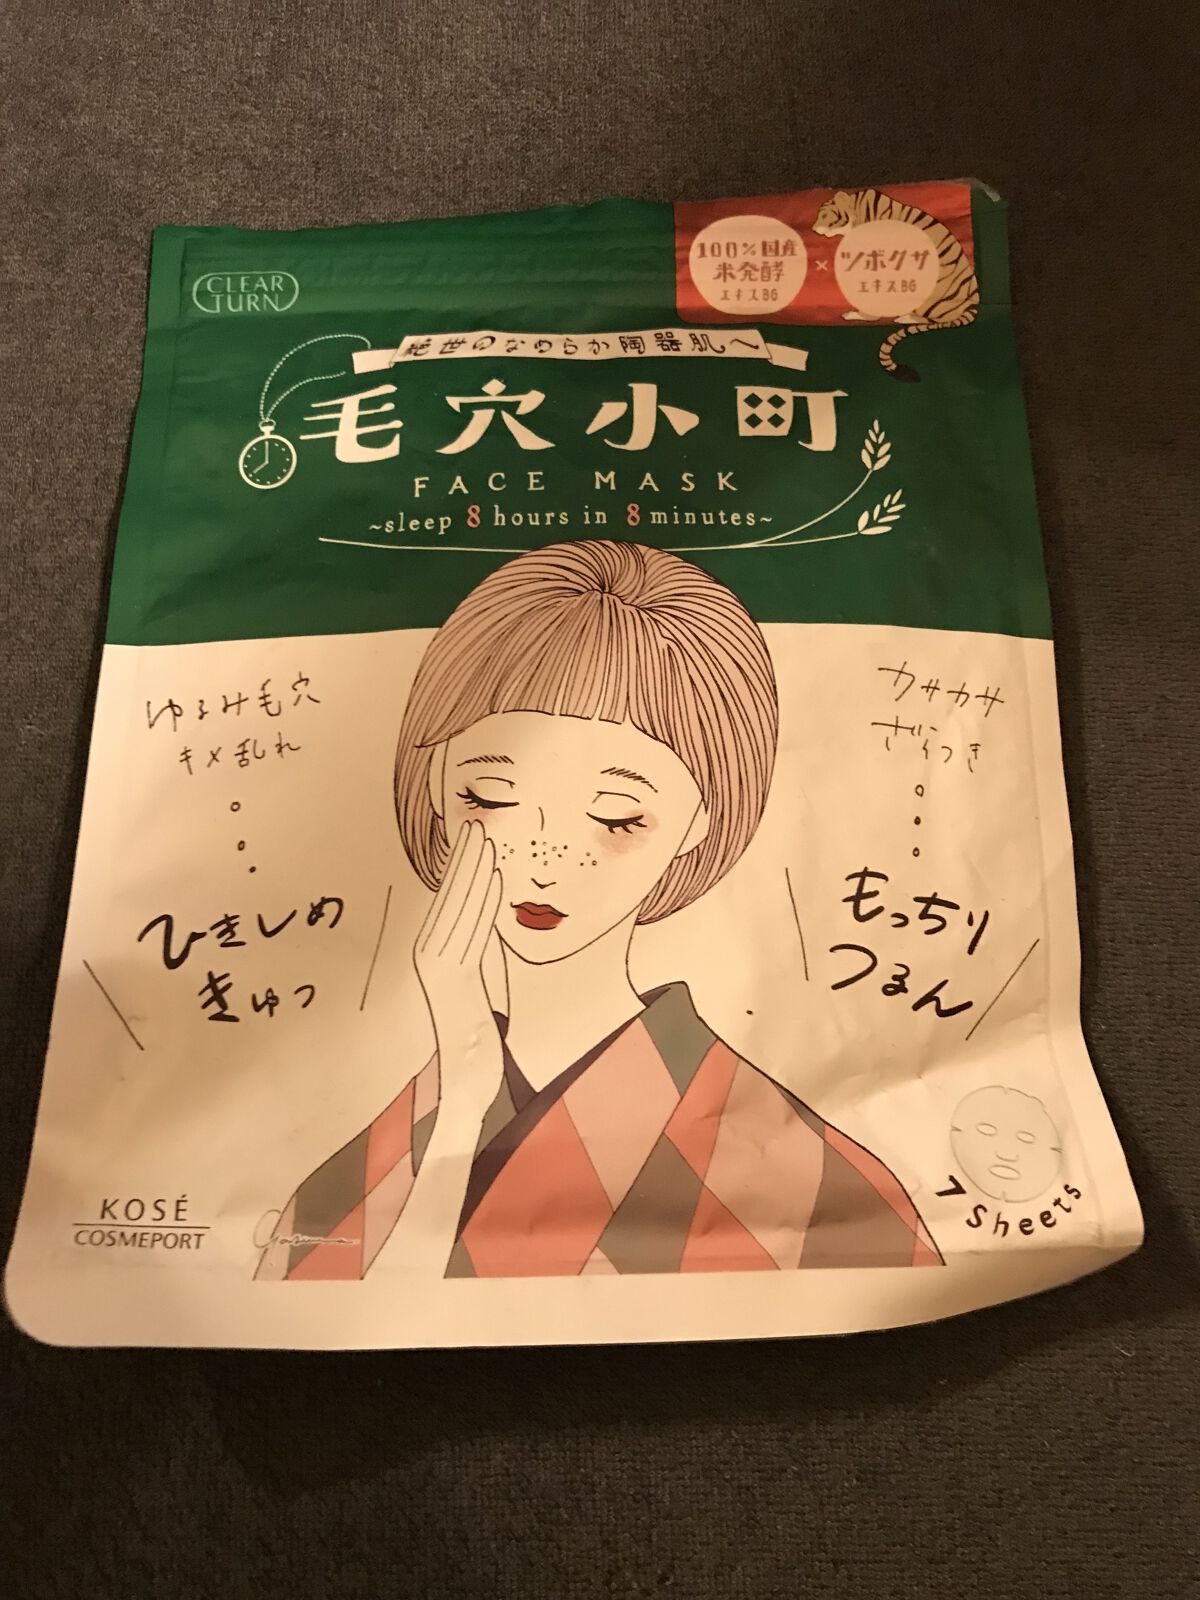 CLEAR
TURN
100%国産
米発酵
エキスBG
×
ツボクサ
エキスBG
絶世のなめらか陶器肌へ
毛穴小町
FACE MASK
~sleep 8 hours in 8 minutes~
ゆるみ毛穴
キメ乱れ
ひきしめ
きゅっ
カサカサ
ざらつき
もっちり
つるん
7 Sheets
KOSÉ
COSMEPORT